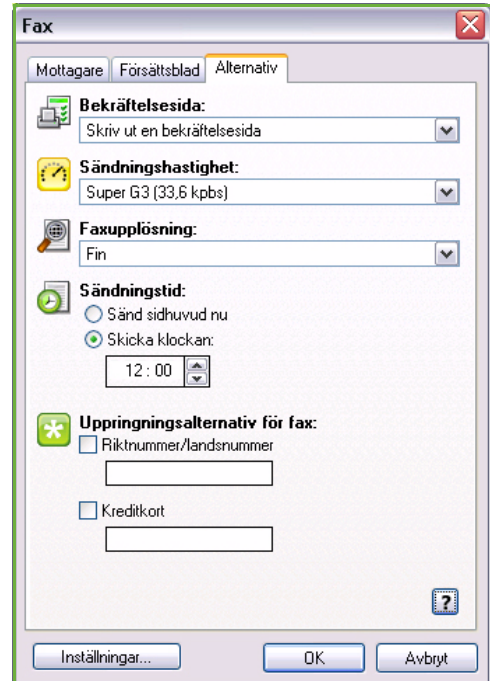 Fax
Mottagare Försättsblad Alternativ
Bekräftelsesida:
Skriv ut en bekräftelsesida
Sändningshastighet:
Super G3 (33,6 kpbs)
Faxupplösning:
Fin
Sändningstid:
Sänd sidhuvud nu
Skicka klockan:
12 : 00
Uppringningsalternativ för fax:
Riktnummer/landsnummer
Kreditkort
?
Inställningar... OK Avbryt